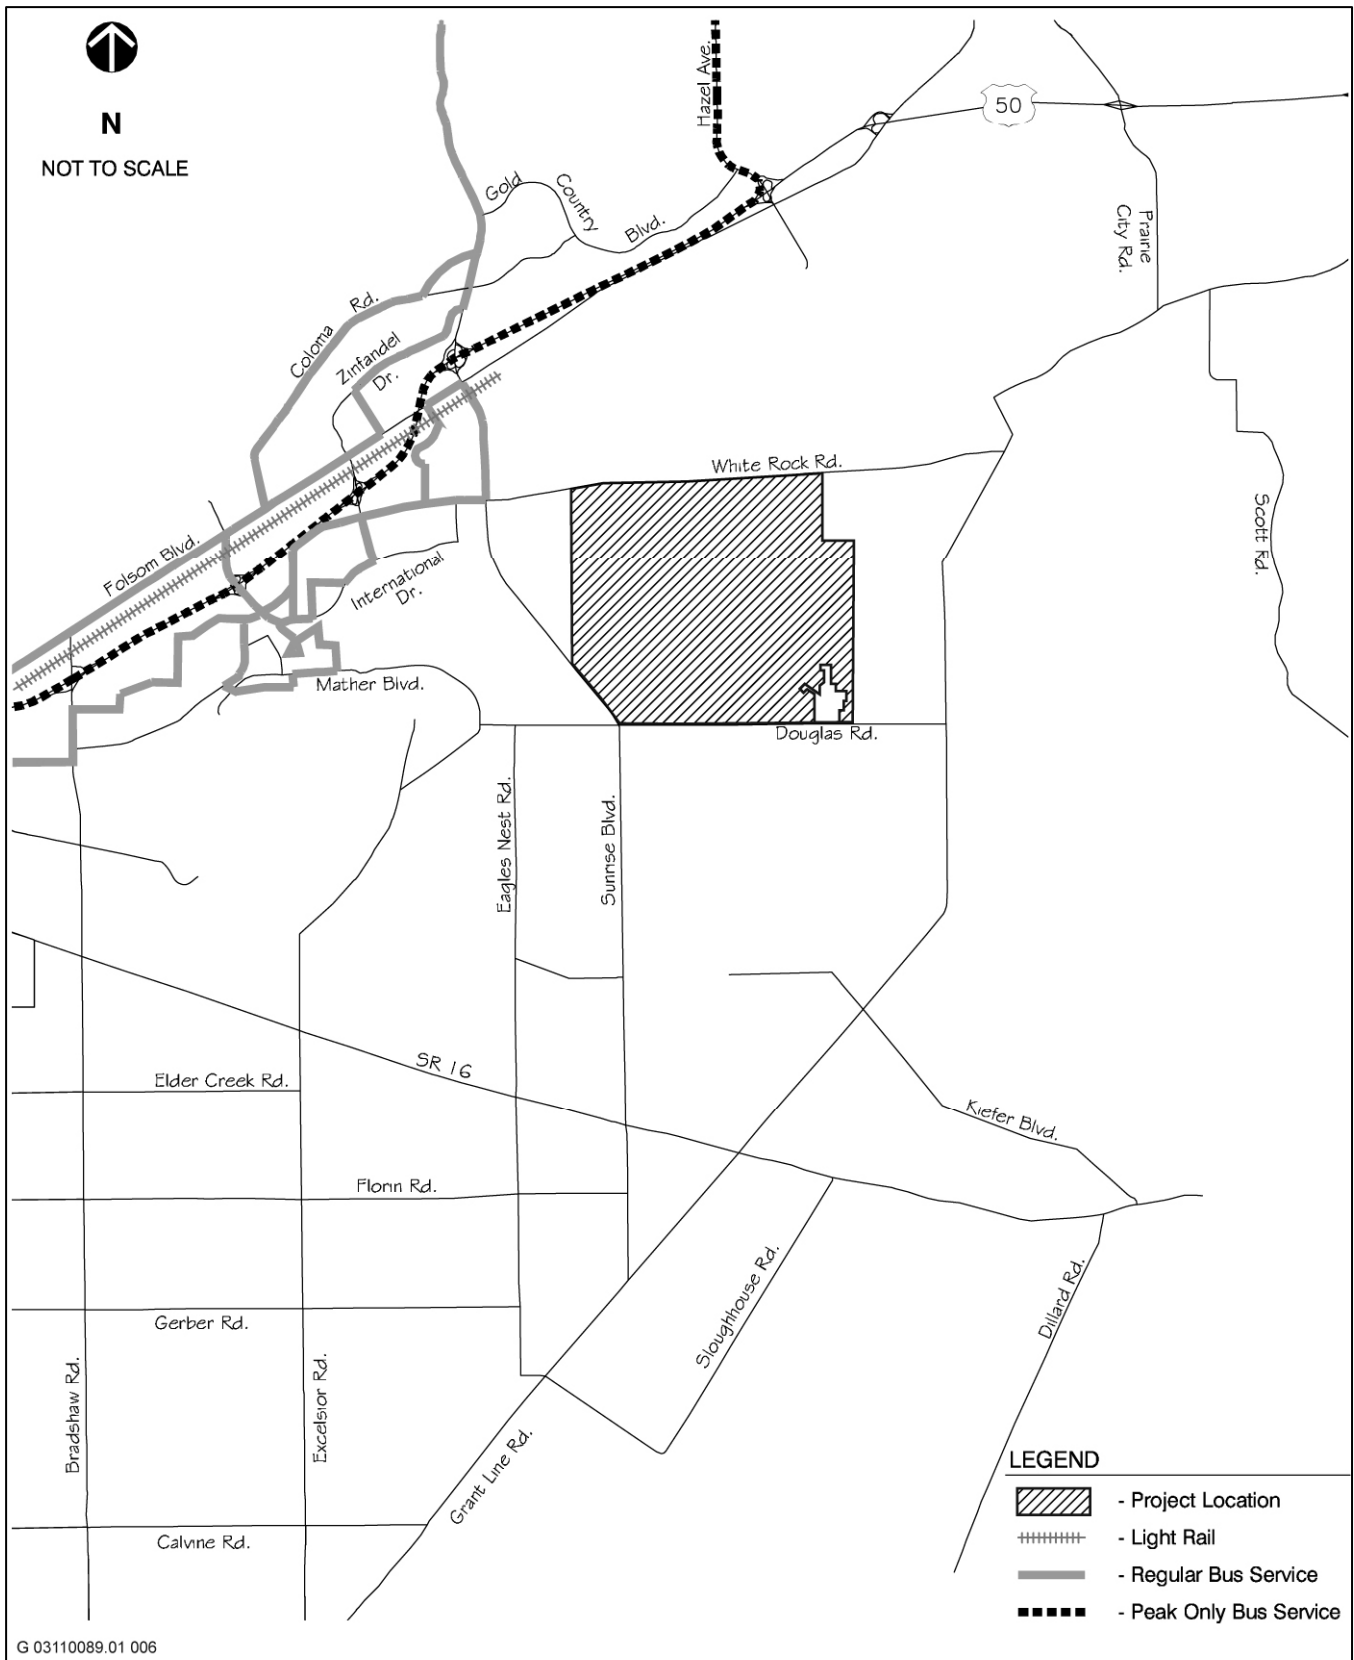 N
NOT TO SCALE
Hazel Ave.
50
Gold
Country
Blvd.
Prairie
City Rd.
Coloma
Rd.
Zinfandel
Dr.
White Rock Rd.
Scott Rd.
Folsom Blvd.
International
Dr.
Mather Blvd.
Douglas Rd.
Eagles Nest Rd.
Sunrise Blvd.
SR 16
Elder Creek Rd.
Kiefer Blvd.
Florin Rd.
Sloughhouse Rd.
Dillard Rd.
Gerber Rd.
Bradshaw Rd.
Excelsior Rd.
Grant Line Rd.
Calvine Rd.
LEGEND
- Project Location
- Light Rail
- Regular Bus Service
- Peak Only Bus Service
G 03110089.01 006